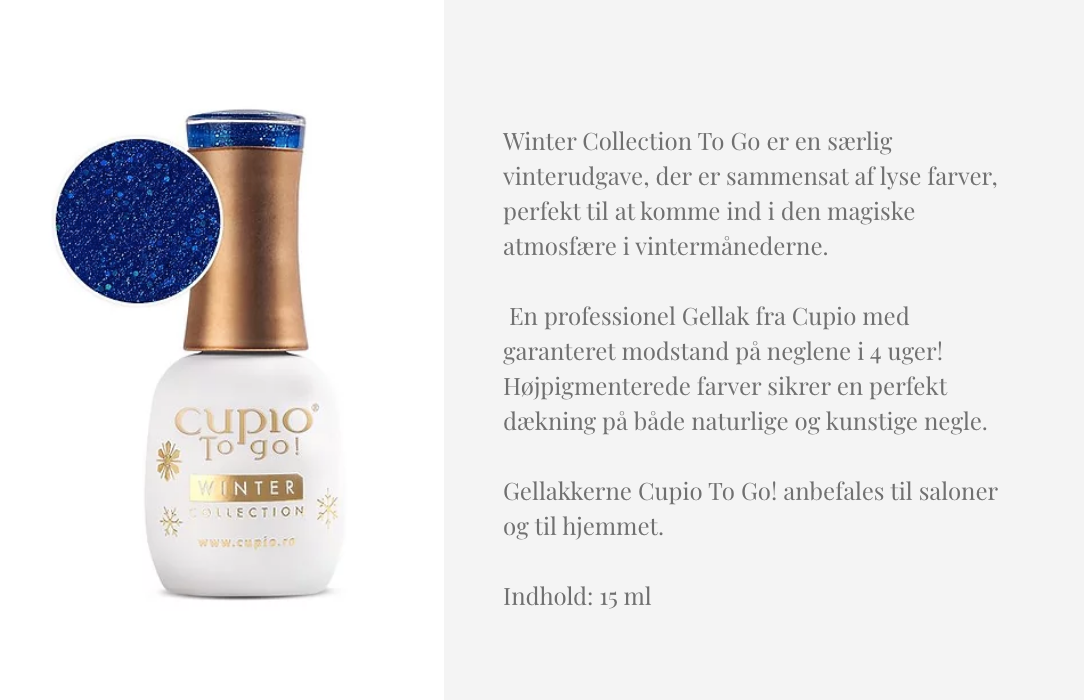 cupio®
To go!
WINTER
COLLECTION
www.cupio.ro
Winter Collection To Go er en særlig
vinterudgave, der er sammensat af lyse farver,
perfekt til at komme ind i den magiske
atmosfære i vintermånederne.
En professionel Gellak fra Cupio med
garanteret modstand på neglene i 4 uger!
Højpigmenterede farver sikrer en perfekt
dækning på både naturlige og kunstige negle.
Gellakkerne Cupio To Go! anbefales til saloner
og til hjemmet.
Indhold: 15 ml